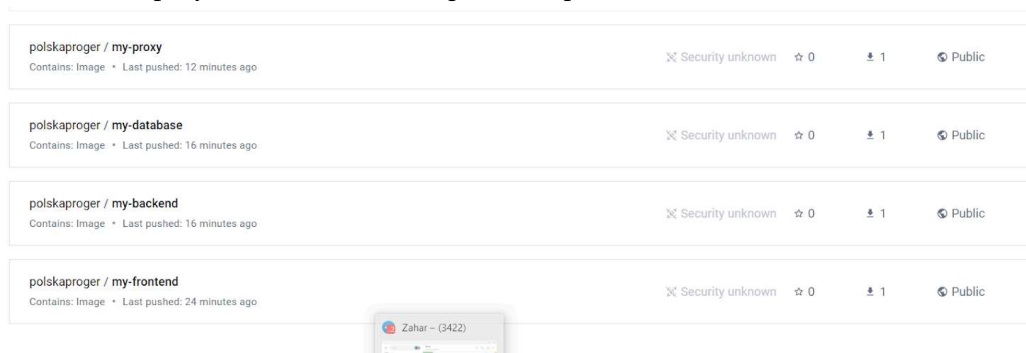 polskaproger / my-proxy
Contains: Image • Last pushed: 12 minutes ago
Security unknown 0 1 Public
polskaproger / my-database
Contains: Image • Last pushed: 16 minutes ago
Security unknown 0 1 Public
polskaproger / my-backend
Contains: Image • Last pushed: 16 minutes ago
Security unknown 0 1 Public
polskaproger / my-frontend
Contains: Image • Last pushed: 24 minutes ago
Security unknown 0 1 Public
Zahar – (3422)